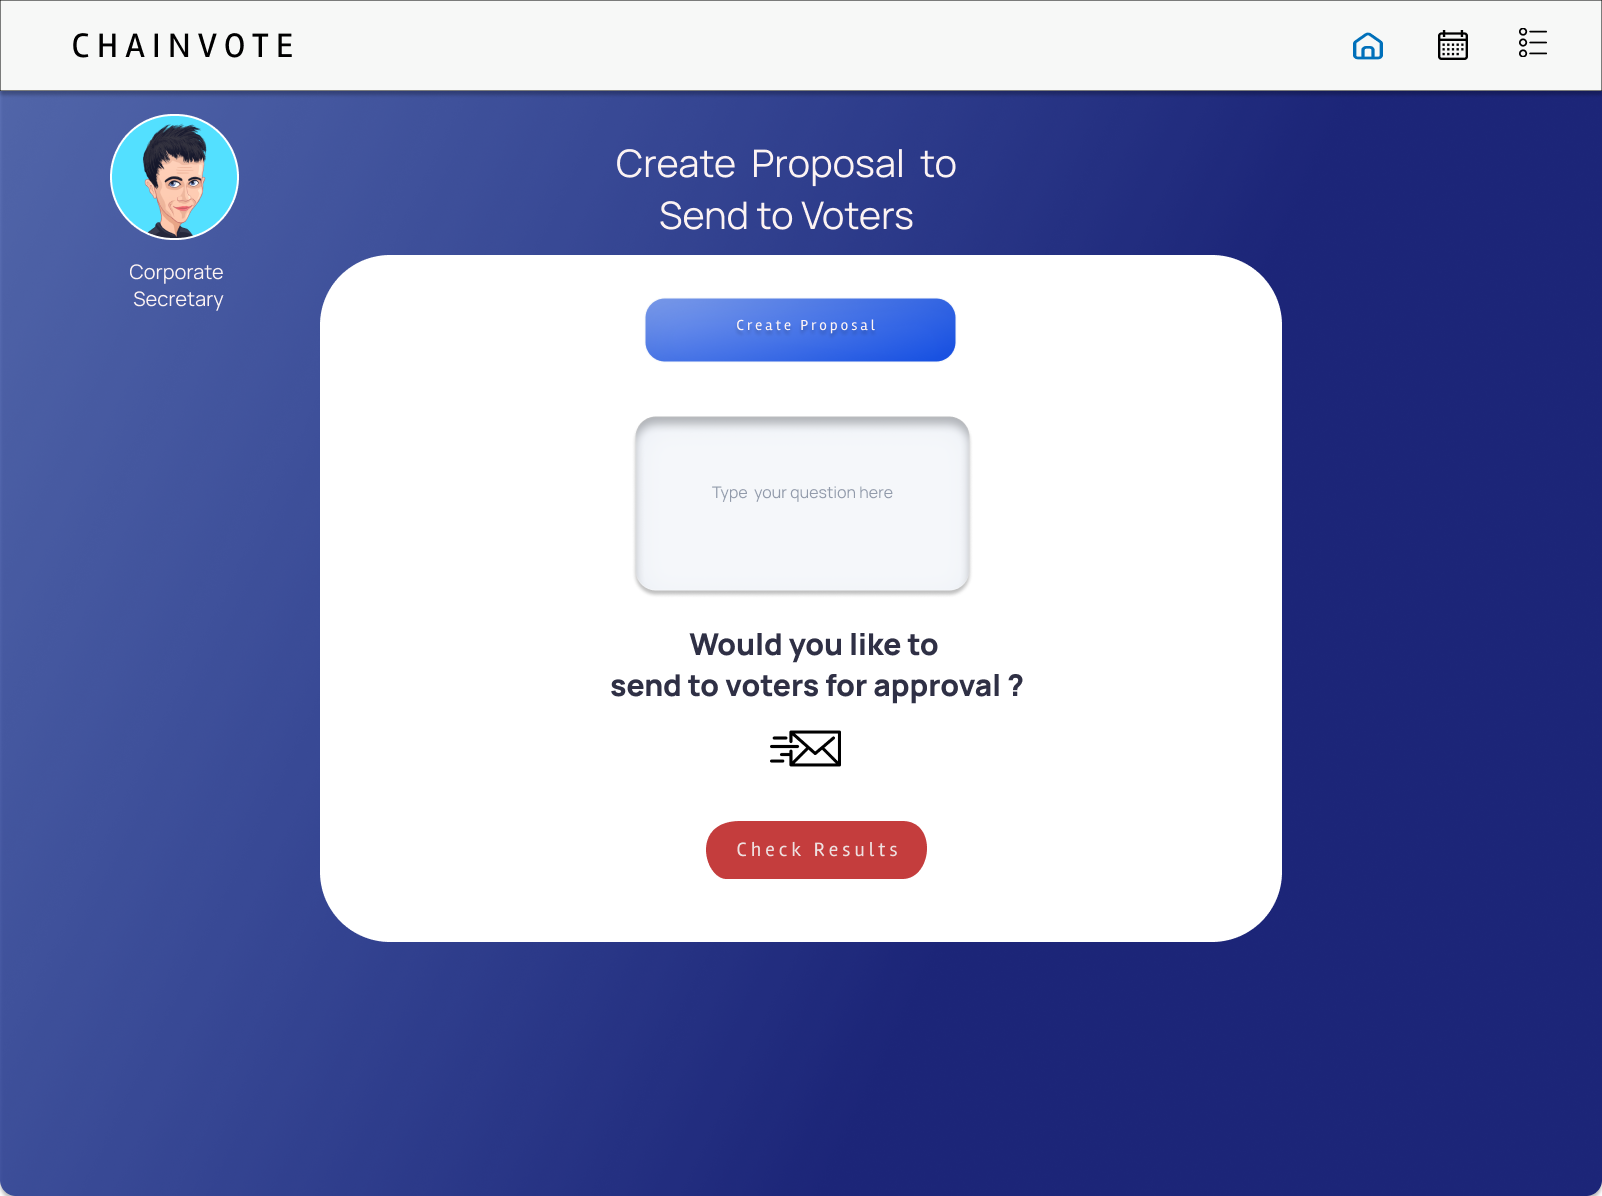 CHAINVOTE
Create Proposal to
Send to Voters
Corporate
Secretary
Create Proposal
Type your question here
Would you like to
send to voters for approval ?
Check Results